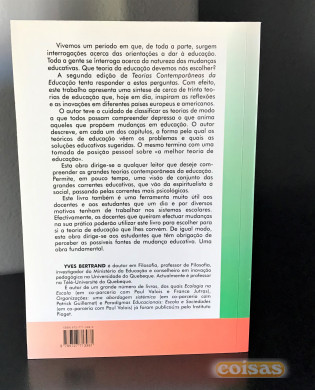 Vivemos um período em que, de toda a parte, surgem
interrogações acerca das orientações a dar à educação.
Toda a gente se interroga acerca da natureza das mudanças
educativas. Que teoria da educação devemos nós escolher?
A segunda edição de Teorias Contemporâneas da
Educação tenta responder a estas perguntas. Com efeito,
este trabalho apresenta uma síntese de cerca de trinta teo-
rias de educação que, hoje em dia, inspiram as reflexões
e as inovações em diferentes países europeus e americanos.
O autor teve o cuidado de classificar as teorias de modo
a que todos possam compreender depressa o que anima
aqueles que propõem mudanças em educação. O autor
descreve, em cada um dos capítulos, a forma pela qual os
teóricos de educação vêem os problemas e quais as
soluções educativas sugeridas. O mesmo termina com uma
tomada de posição pessoal sobre «a melhor teoria de
educação».
Esta obra dirige-se a qualquer leitor que deseje com-
preender as grandes teorias contemporâneas da educação.
Permite, em pouco tempo, uma visão de conjunto das
grandes correntes educativas, que vão da espiritualista à
social, passando pelas correntes mais psicológicas.
Este livro também é uma ferramenta muito útil aos
docentes e aos estudantes que um dia e por diversos
motivos tenham de trabalhar nos sistemas escolares.
Efectivamente, os docentes que queiram efectuar mudanças
na sua prática poderão utilizar este livro para escolher para
si o teoria de educação que lhes convém. De igual modo,
esta obra dirige-se aos estudantes que têm obrigação de
perceber as possíveis fontes de mudança educativa. Uma
obra fundamental.
YVES BERTRAND é doutor em Filosofia, professor de Filosofia,
investigador do Ministério da Educação e conselheiro em inovação
pedagógica na Universidade do Quebeque. Actualmente é professor
na Télé-Université du Quebeque.
É autor de um grande número de livros, dos quais Ecologia na
Escola (em co-parceria com Paul Valois e France Jutras),
Organizações: uma abordagem sistémica (em co-parceria com
Patrick Guillemet) e Paradigmas Educacionais: Escola e Sociedades
(em co-parceria com Paul Valois) já foram publicados pelo Instituto
Piaget.
coisas